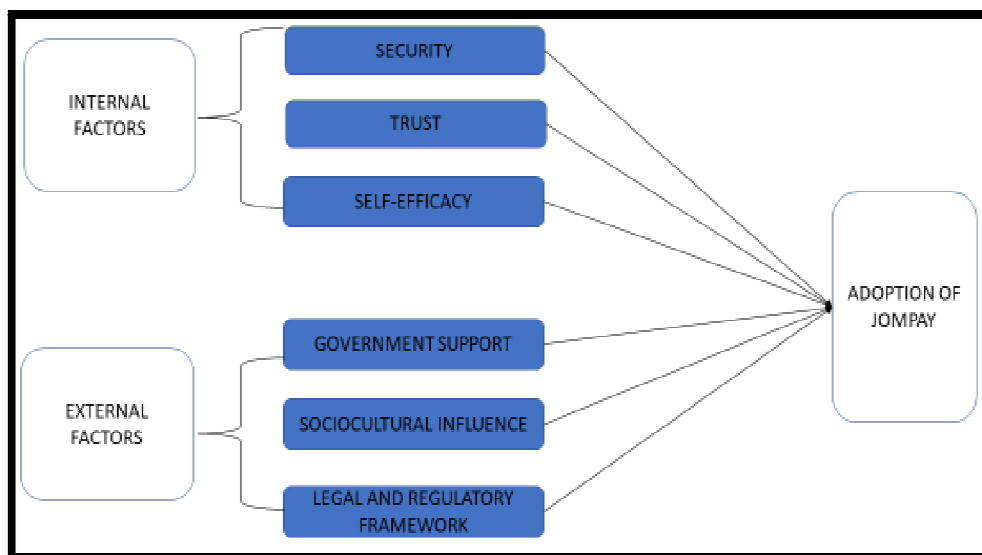 INTERNAL
FACTORS
SECURITY
TRUST
SELF-EFFICACY
EXTERNAL
FACTORS
GOVERNMENT SUPPORT
SOCIOCULTURAL INFLUENCE
LEGAL AND REGULATORY
FRAMEWORK
ADOPTION OF
JOMPAY